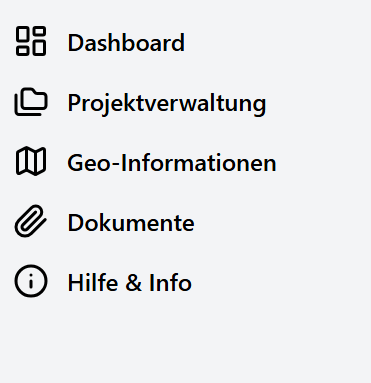 Dashboard
Projektverwaltung
Geo-Informationen
Dokumente
Hilfe & Info